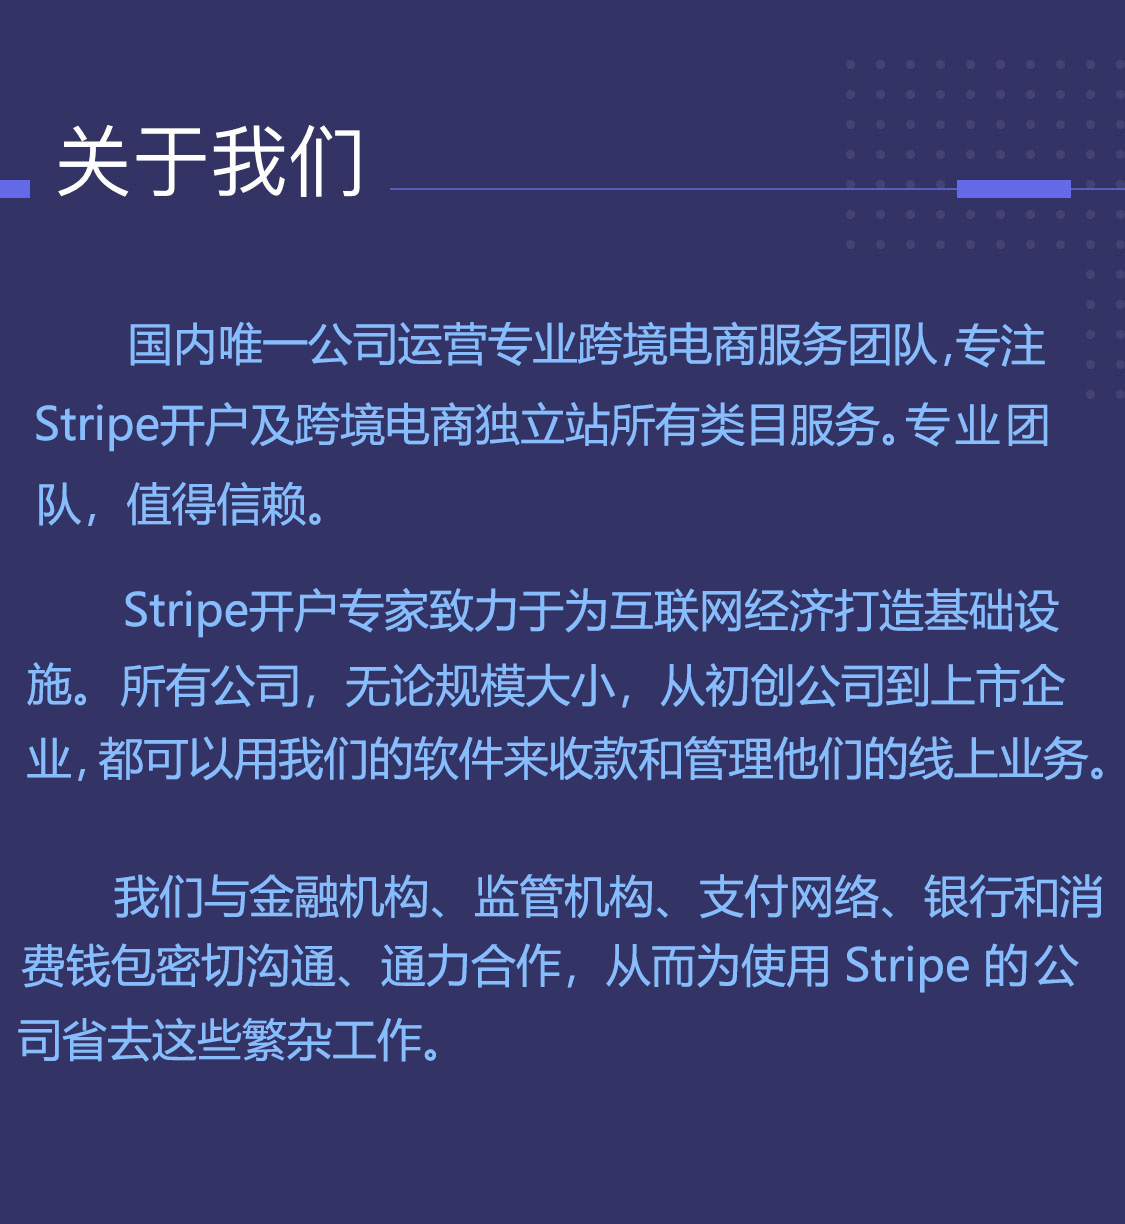 关于我们
国内唯一公司运营专业跨境电商服务团队,专注
Stripe开户及跨境电商独立站所有类目服务。专业团
队，值得信赖。
Stripe开户专家致力于为互联网经济打造基础设
施。所有公司，无论规模大小，从初创公司到上市企
业，都可以用我们的软件来收款和管理他们的线上业务。
我们与金融机构、监管机构、支付网络、银行和消
费钱包密切沟通、通力合作，从而为使用 Stripe 的公
司省去这些繁杂工作。